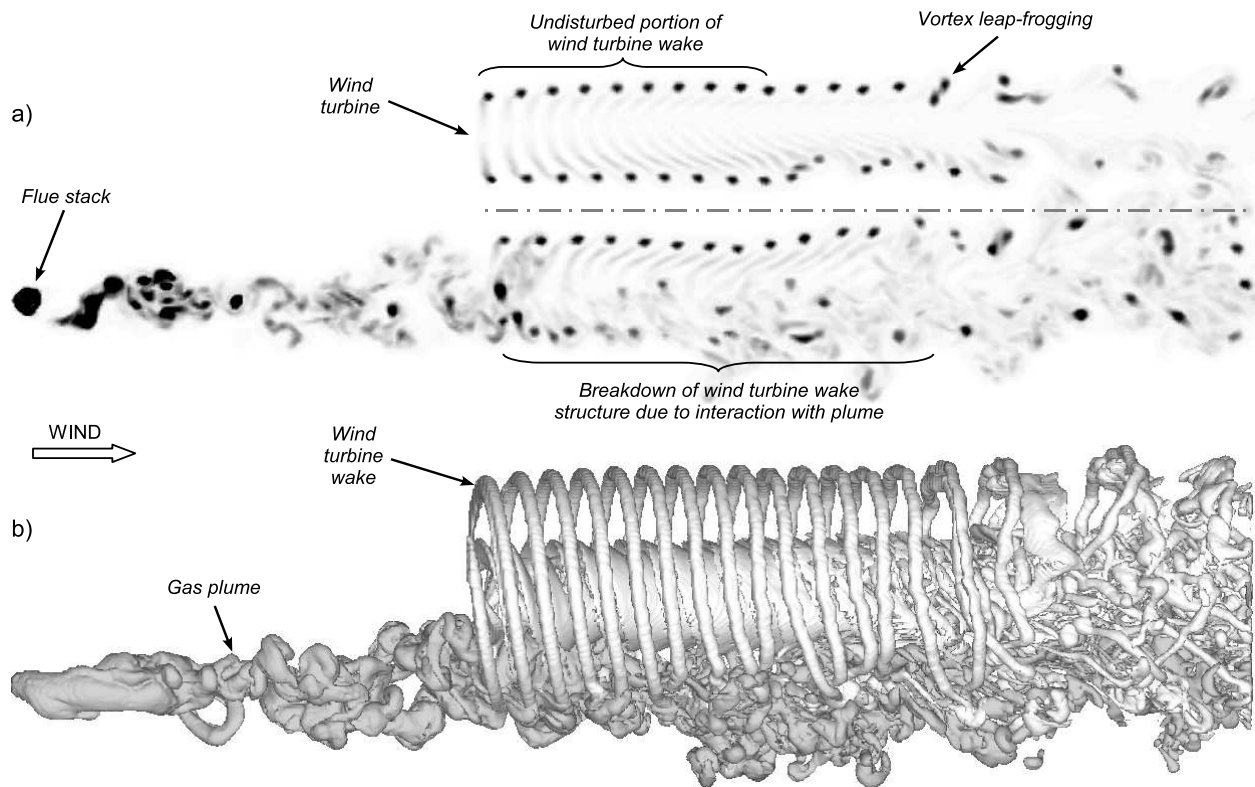 Undisturbed portion of
wind turbine wake
Vortex leap-frogging
Wind
turbine
a)
Flue stack
Breakdown of wind turbine wake
structure due to interaction with plume
WIND
Wind
turbine
wake
b)
Gas plume